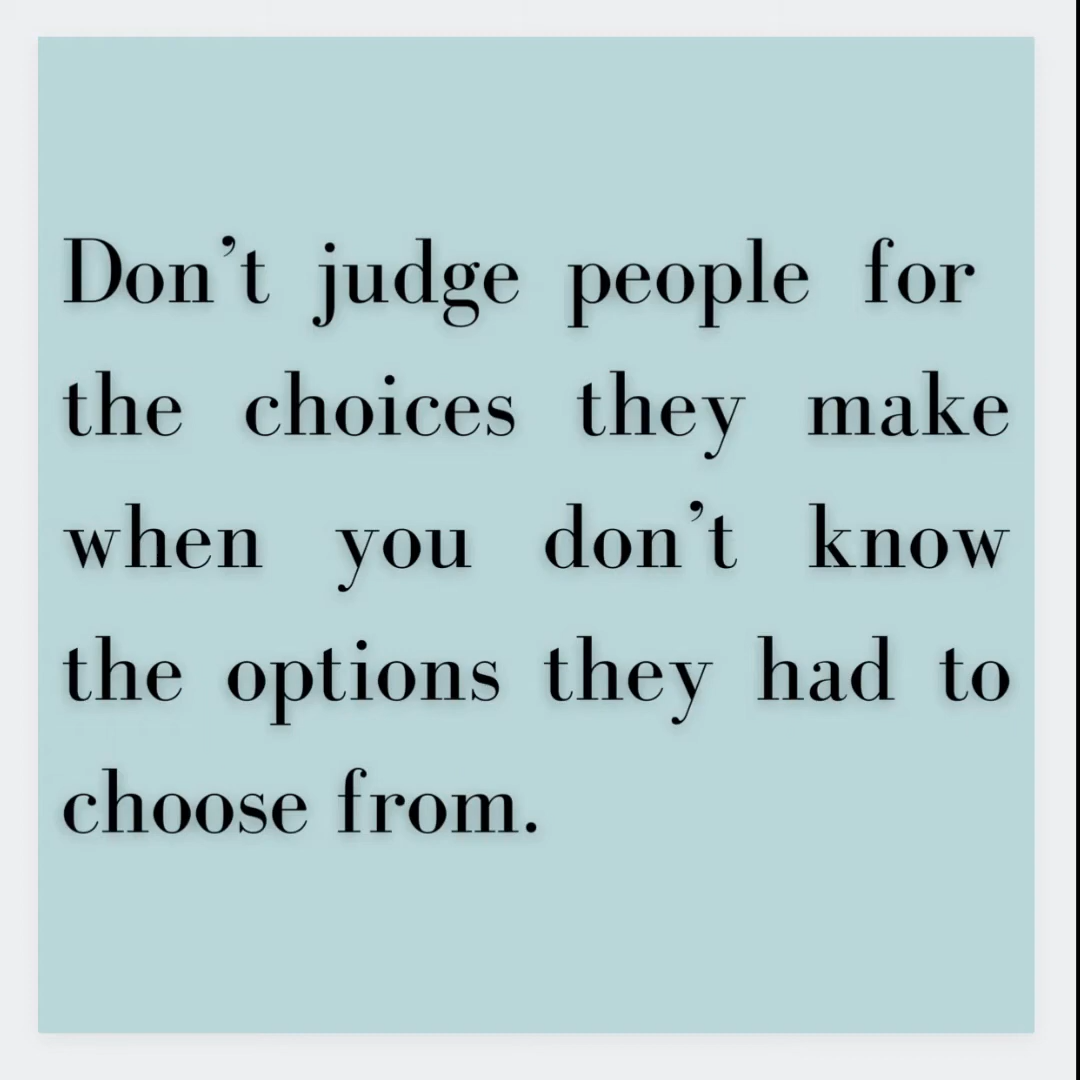 Don’t judge people for
the choices they make
when you don’t know
the options they had to
choose from.